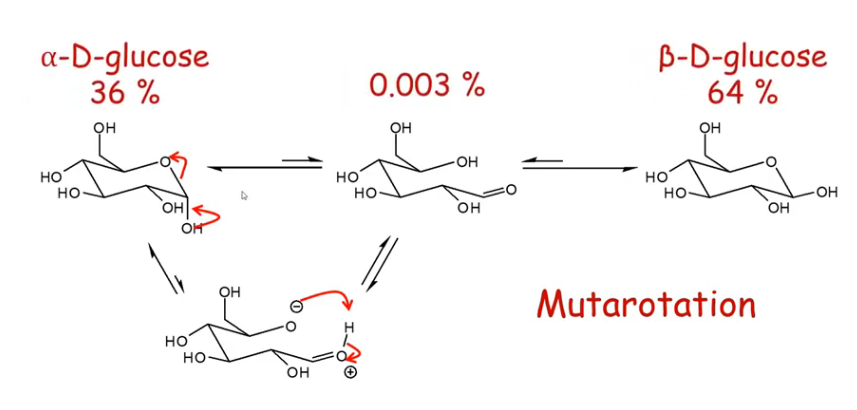 α-D-glucose
36 %
0.003 %
β-D-glucose
64 %
OH
O
HO
HO
OH
OH
OH
OH
HO
HO
OH
O
OH
O
HO
HO
OH
OH
OH
⊖
O
H
HO
HO
O
OH
⊕
Mutarotation